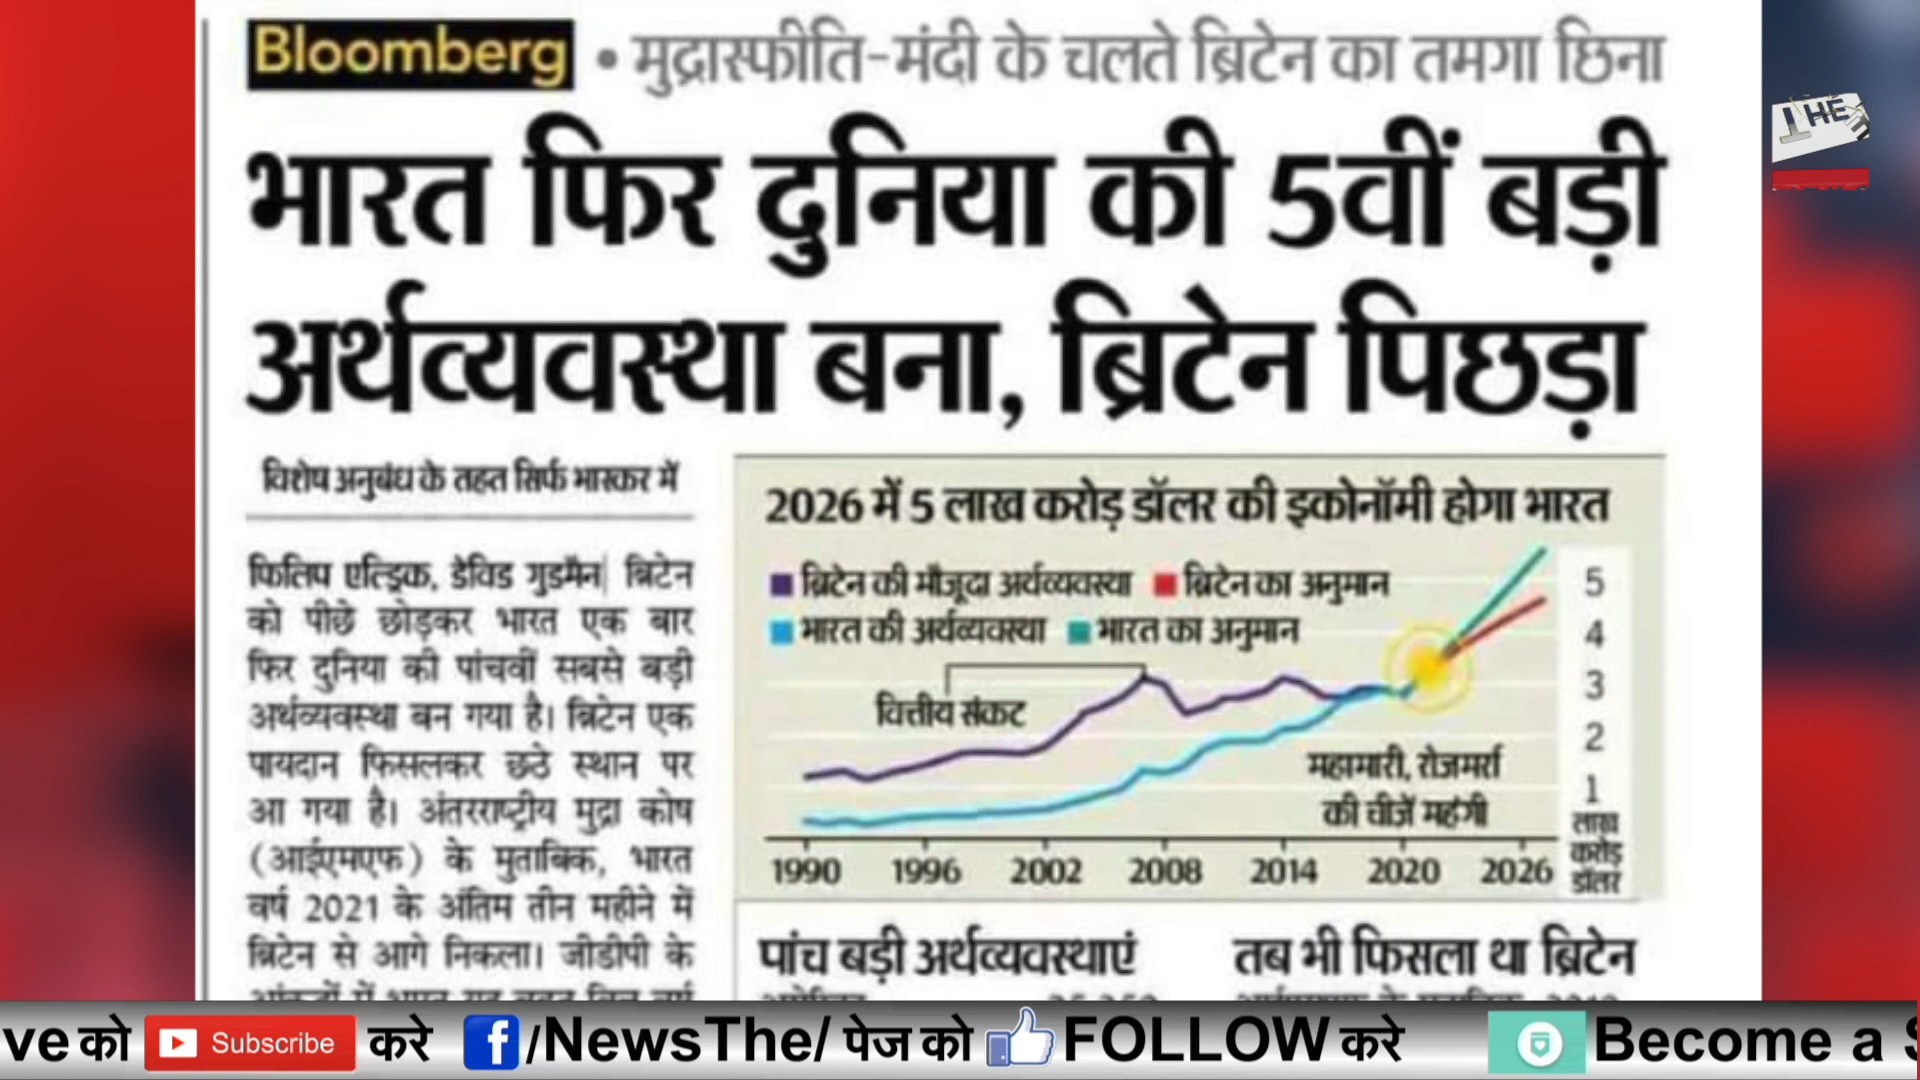 Bloomberg • मुद्रास्फीति-मंदी के चलते ब्रिटेन का तमगा छिना
THE
भारत फिर दुनिया की 5वीं बड़ी
अर्थव्यवस्था बना, ब्रिटेन पिछड़ा
विशेष अनुबंध के तहत सिर्फ भास्कर में
फिलिप एल्ड्रिक, डेविड गुडमैन| ब्रिटेन
को पीछे छोड़कर भारत एक बार
फिर दुनिया की पांचवीं सबसे बड़ी
अर्थव्यवस्था बन गया है। ब्रिटेन एक
पायदान फिसलकर छठे स्थान पर
आ गया है। अंतरराष्ट्रीय मुद्रा कोष
(आईएमएफ) के मुताबिक, भारत
वर्ष 2021 के अंतिम तीन महीने में
ब्रिटेन से आगे निकला। जीडीपी के
2026 में 5 लाख करोड़ डॉलर की इकोनॉमी होगा भारत
ब्रिटेन की मौजूदा अर्थव्यवस्था ब्रिटेन का अनुमान
भारत की अर्थव्यवस्था भारत का अनुमान
वित्तीय संकट
महामारी, रोजमर्रा
की चीजें महंगी
5
4
3
2
1
लाख
करोड़
डॉलर
1990 1996 2002 2008 2014 2020 2026
पांच बड़ी अर्थव्यवस्थाएं
तब भी फिसला था ब्रिटेन
ve को Subscribe करे f/NewsThe/ पेज को FOLLOW करे Become a S